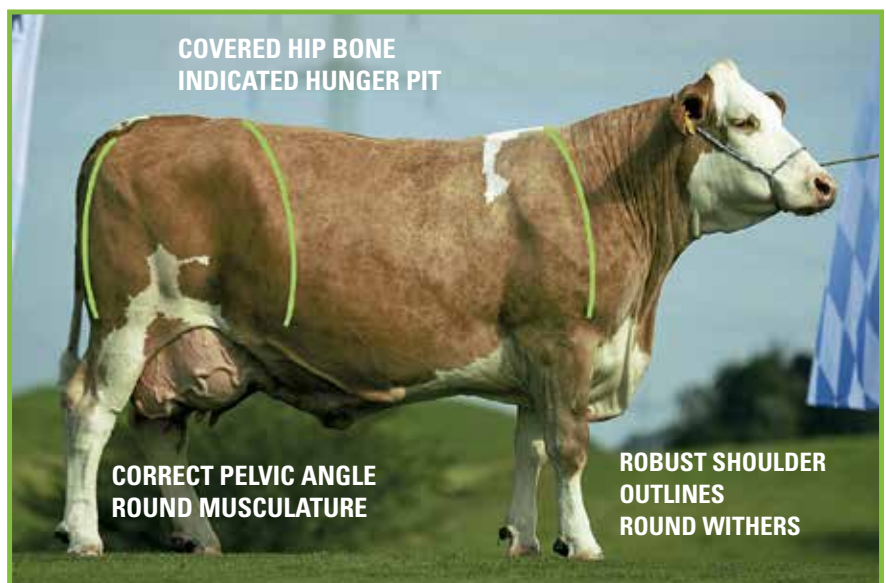 COVERED HIP BONE
INDICATED HUNGER PIT
CORRECT PELVIC ANGLE
ROUND MUSCULATURE
ROBUST SHOULDER
OUTLINES
ROUND WITHERS